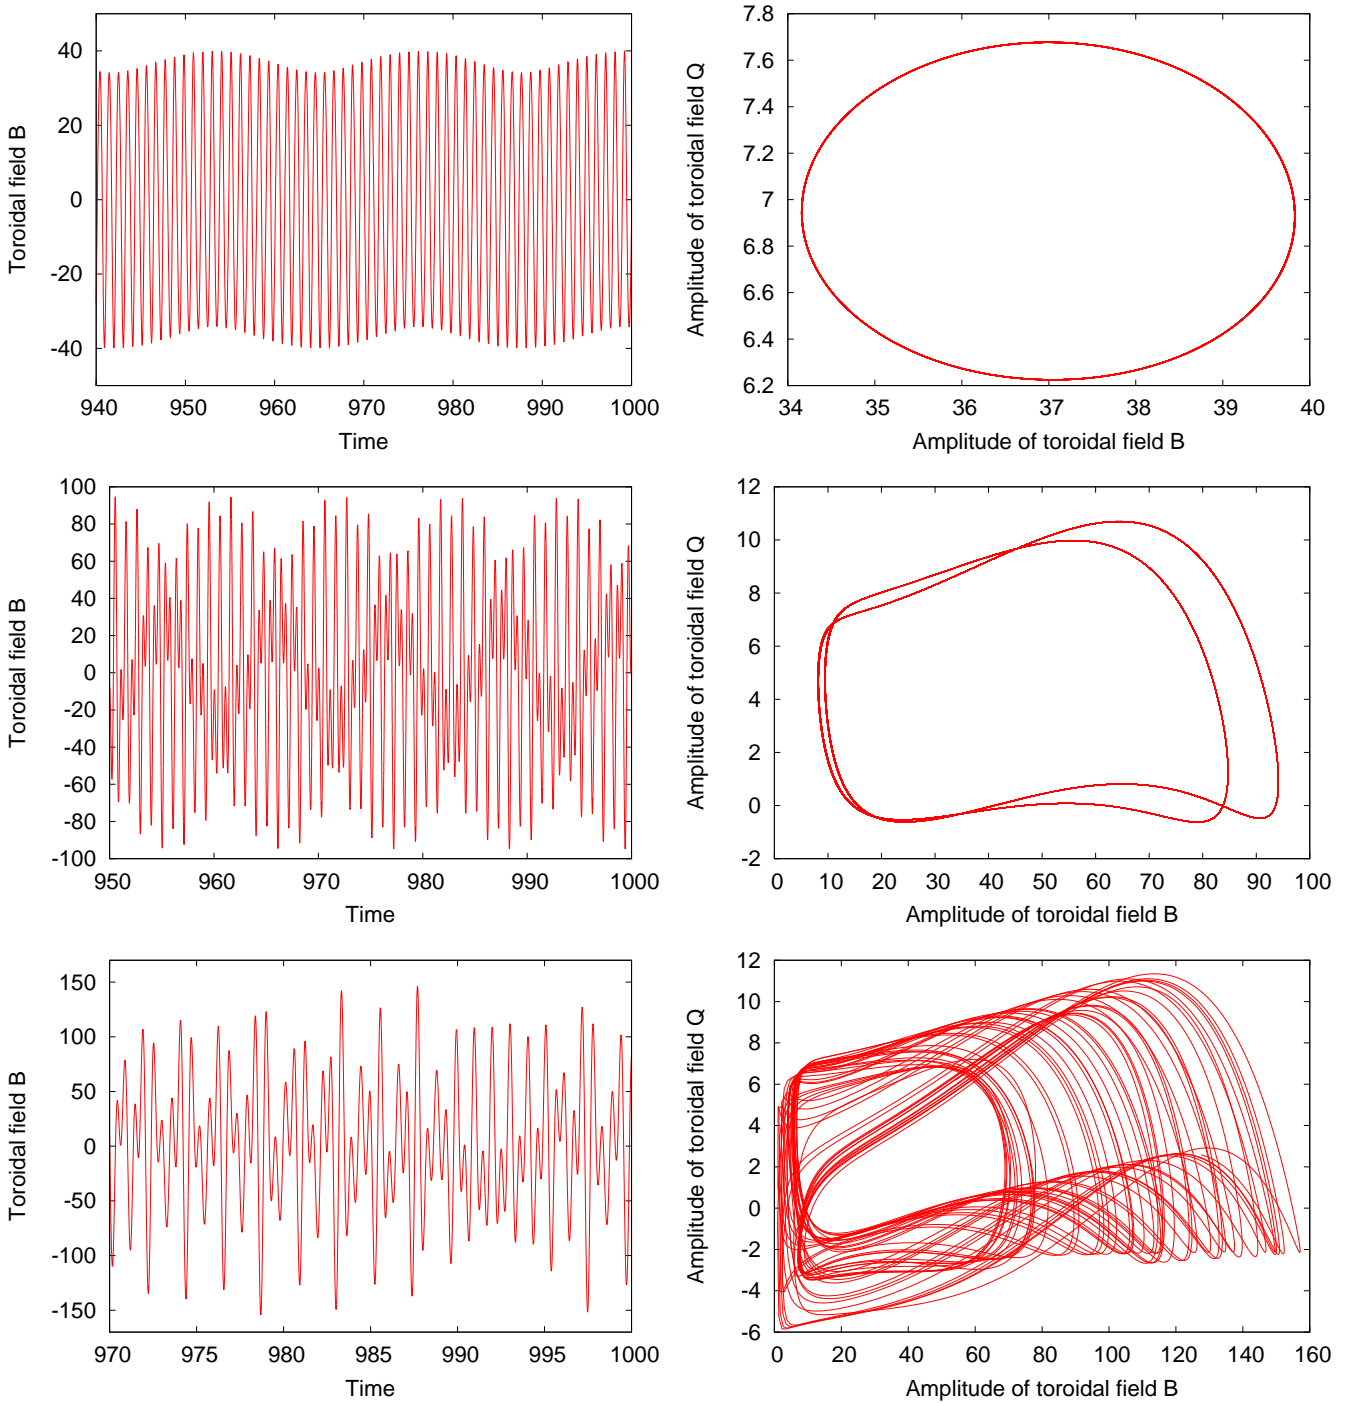 Toroidal field B
40
20
0
-20
-40
940 950 960 970 980 990 1000
Time
Amplitude of toroidal field Q
7.8
7.6
7.4
7.2
7
6.8
6.6
6.4
6.2
34 35 36 37 38 39 40
Amplitude of toroidal field B
Toroidal field B
100
80
60
40
20
0
-20
-40
-60
-80
-100
950 960 970 980 990 1000
Time
Amplitude of toroidal field Q
12
10
8
6
4
2
0
-2
0 10 20 30 40 50 60 70 80 90 100
Amplitude of toroidal field B
Toroidal field B
150
100
50
0
-50
-100
-150
970 975 980 985 990 995 1000
Time
Amplitude of toroidal field Q
12
10
8
6
4
2
0
-2
-4
-6
0 20 40 60 80 100 120 140 160
Amplitude of toroidal field B